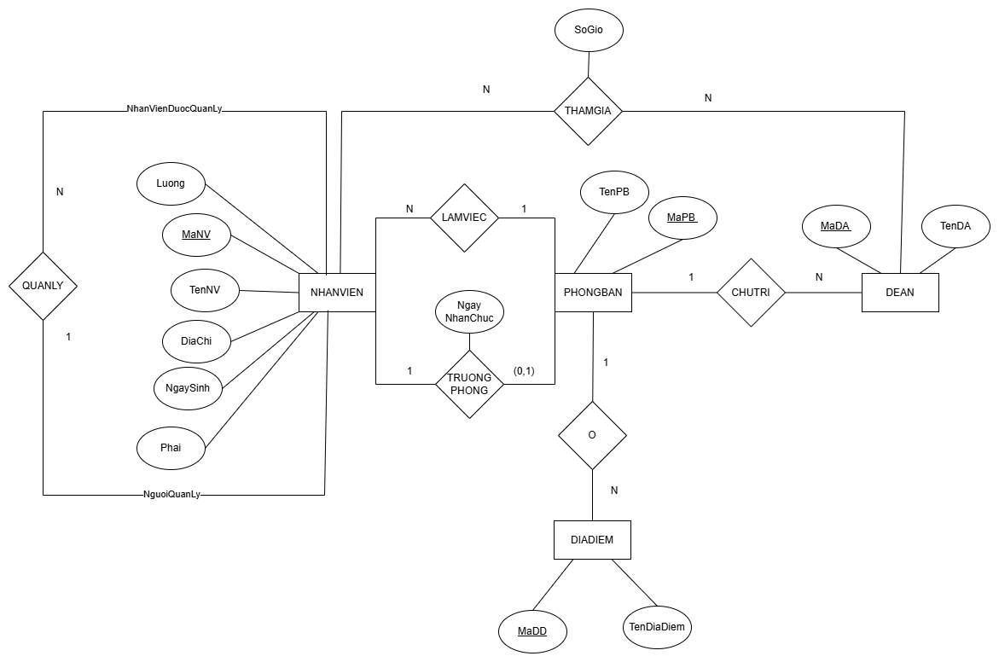 SoGio
N
THAMGIA
N
NhanVienDuocQuanLy
N
Luong
MaNV
TenNV
DiaChi
NgaySinh
Phai
QUANLY
1
NguoiQuanLy
NHANVIEN
N
LAMVIEC
1
Ngay
NhanChuc
1
TRUONG
PHONG
(0,1)
TenPB
MaPB
PHONGBAN
1
CHUTRI
N
MaDA
TenDA
DEAN
1
O
N
DIADIEM
MaDD
TenDiaDiem